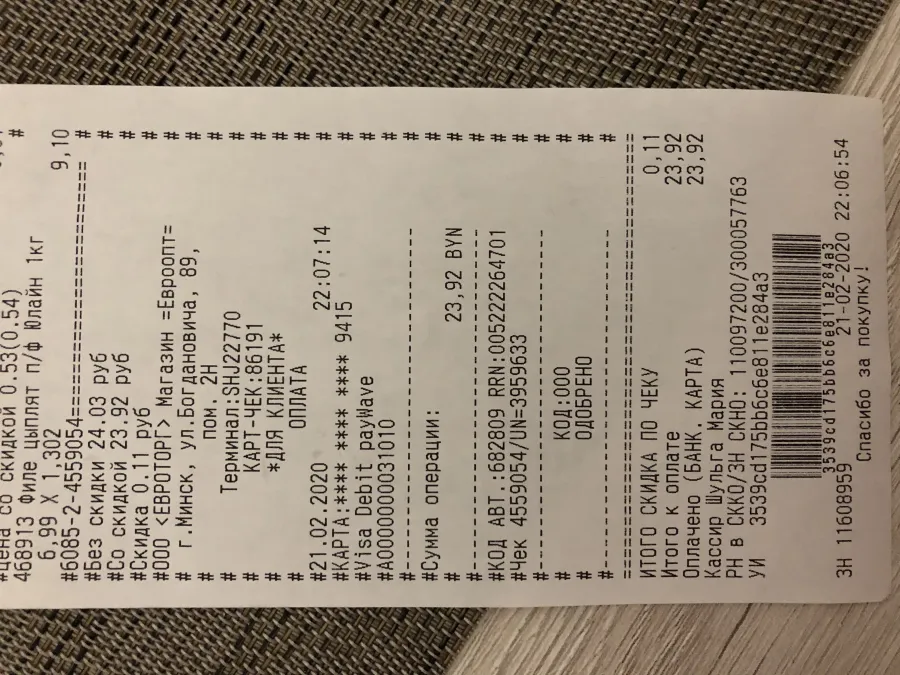 #Цена со скидкой 0.53(0.54)
#
468913 Филе цыплят п/ф Юлайн 1кг
6,99 X 1,302 9,10
#6085-2-4559054==============================#
#Без скидки 24.03 руб #
#Со скидкой 23.92 руб #
#Скидка 0.11 руб #
#ООО <ЕВРОТОРГ> Магазин =Евроопт= #
# г.Минск, ул.Богдановича, 89, #
# пом. 2Н #
# Терминал:SHJ22770 #
# КАРТ-ЧЕК:86191 #
# *ДЛЯ КЛИЕНТА* #
# ОПЛАТА #
#21.02.2020 22:07:14 #
#КАРТА:**** **** **** 9415 #
#Visa Debit payWave #
#A0000000031010 #
#------------------------------------ #
#Сумма операции: 23,92 BYN #
# #
#------------------------------------ #
#КОД АВТ.:682809 RRN:005222264701 #
#Чек 4559054/UN=3959633 #
#------------------------------------ #
# КОД:000 #
# ОДОБРЕНО #
#------------------------------------ #
==============================================
ИТОГО СКИДКА ПО ЧЕКУ 0,11
Итого к оплате 23,92
Оплачено (БАНК. КАРТА) 23,92
Кассир Шульга Мария
РН в СККО/ЗН СКНО: 110097200/300057763
УИ 3539cd175bb6c6e811e284a3
3539cd175bb6c6e811e284a3
ЗН 11608959 21-02-2020 22:06:54
Спасибо за покупку!